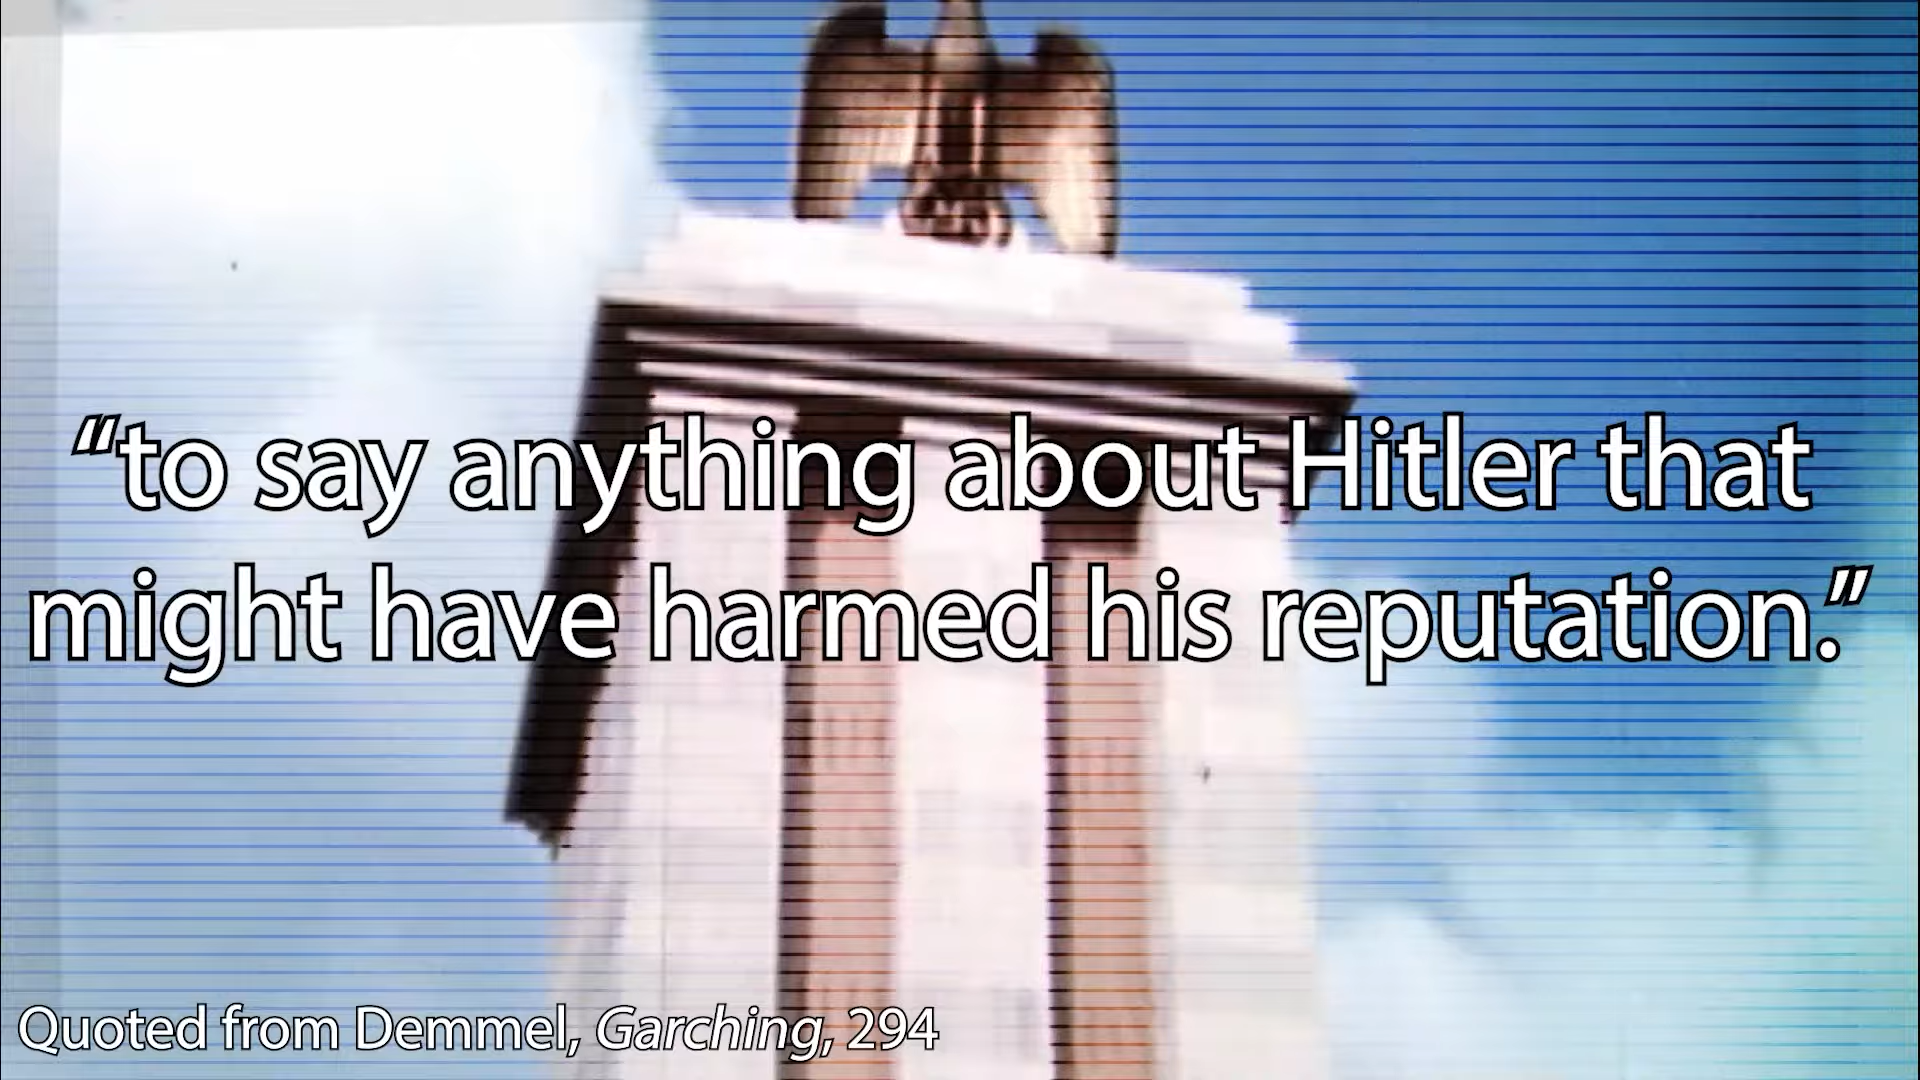 “to say anything about Hitler that
might have harmed his reputation.”
Quoted from Demmel, Garching, 294